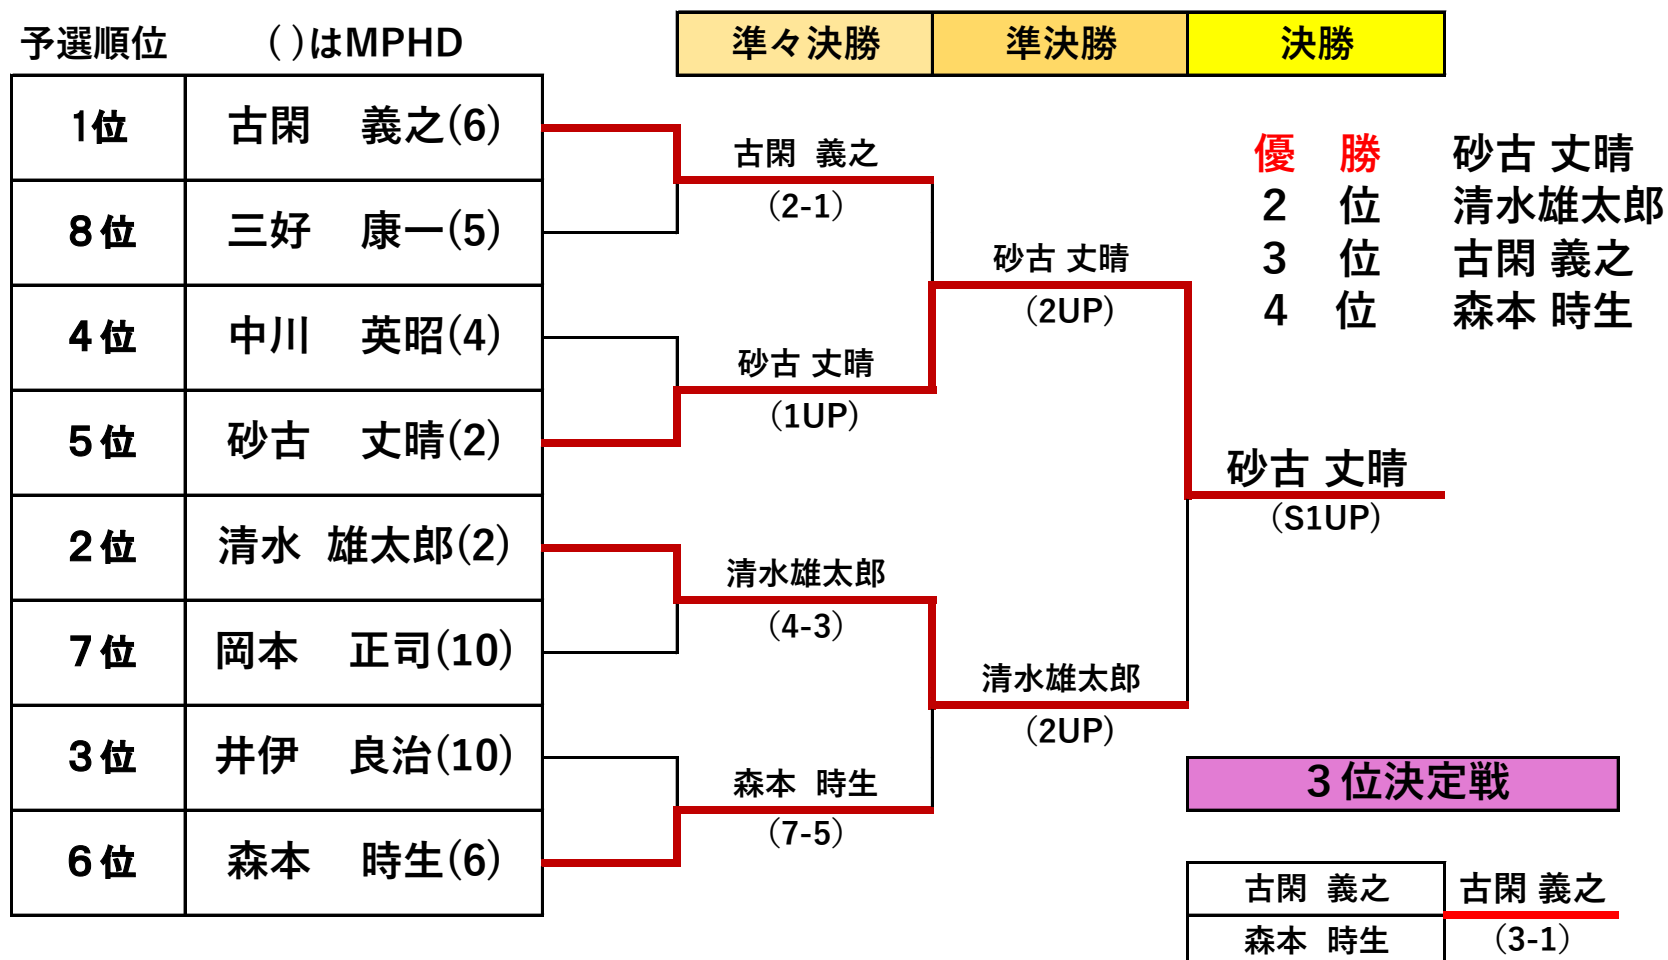 予選順位 ( )はMPHD 準々決勝 準決勝 決勝
1位 古閑 義之(6)
8位 三好 康一(5)
4位 中川 英昭(4)
5位 砂古 丈晴(2)
2位 清水 雄太郎(2)
7位 岡本 正司(10)
3位 井伊 良治(10)
6位 森本 時生(6)
古閑 義之
(2-1)
砂古 丈晴
(1UP)
清水雄太郎
(4-3)
森本 時生
(7-5)
砂古 丈晴
(2UP)
清水雄太郎
(2UP)
砂古 丈晴
(S1UP)
優 勝 砂古 丈晴
2 位 清水雄太郎
3 位 古閑 義之
4 位 森本 時生
3位決定戦
古閑 義之
森本 時生
古閑 義之
(3-1)